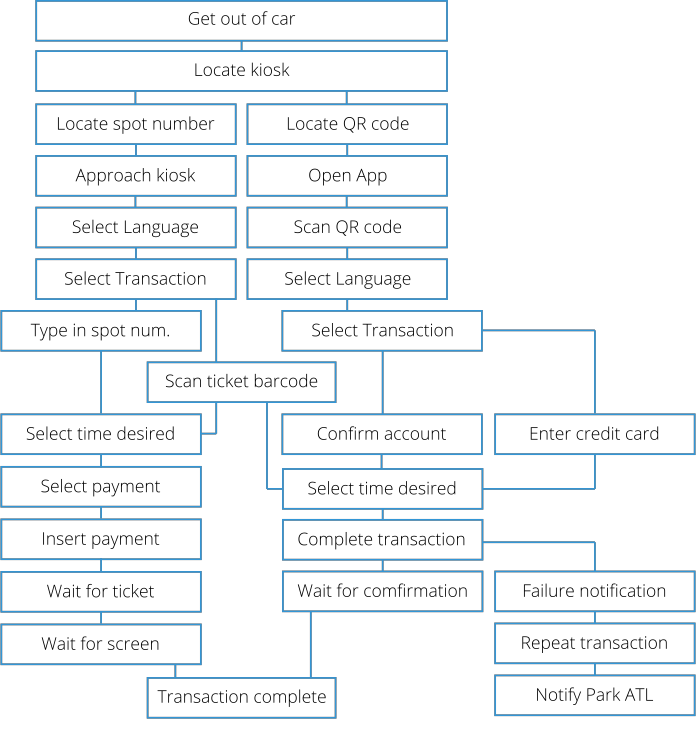 Get out of car
Locate kiosk
Locate spot number
Locate QR code
Approach kiosk
Open App
Select Language
Scan QR code
Select Transaction
Select Language
Type in spot num.
Select Transaction
Scan ticket barcode
Select time desired
Confirm account
Enter credit card
Select payment
Select time desired
Insert payment
Complete transaction
Wait for ticket
Wait for comfirmation
Failure notification
Wait for screen
Repeat transaction
Transaction complete
Notify Park ATL